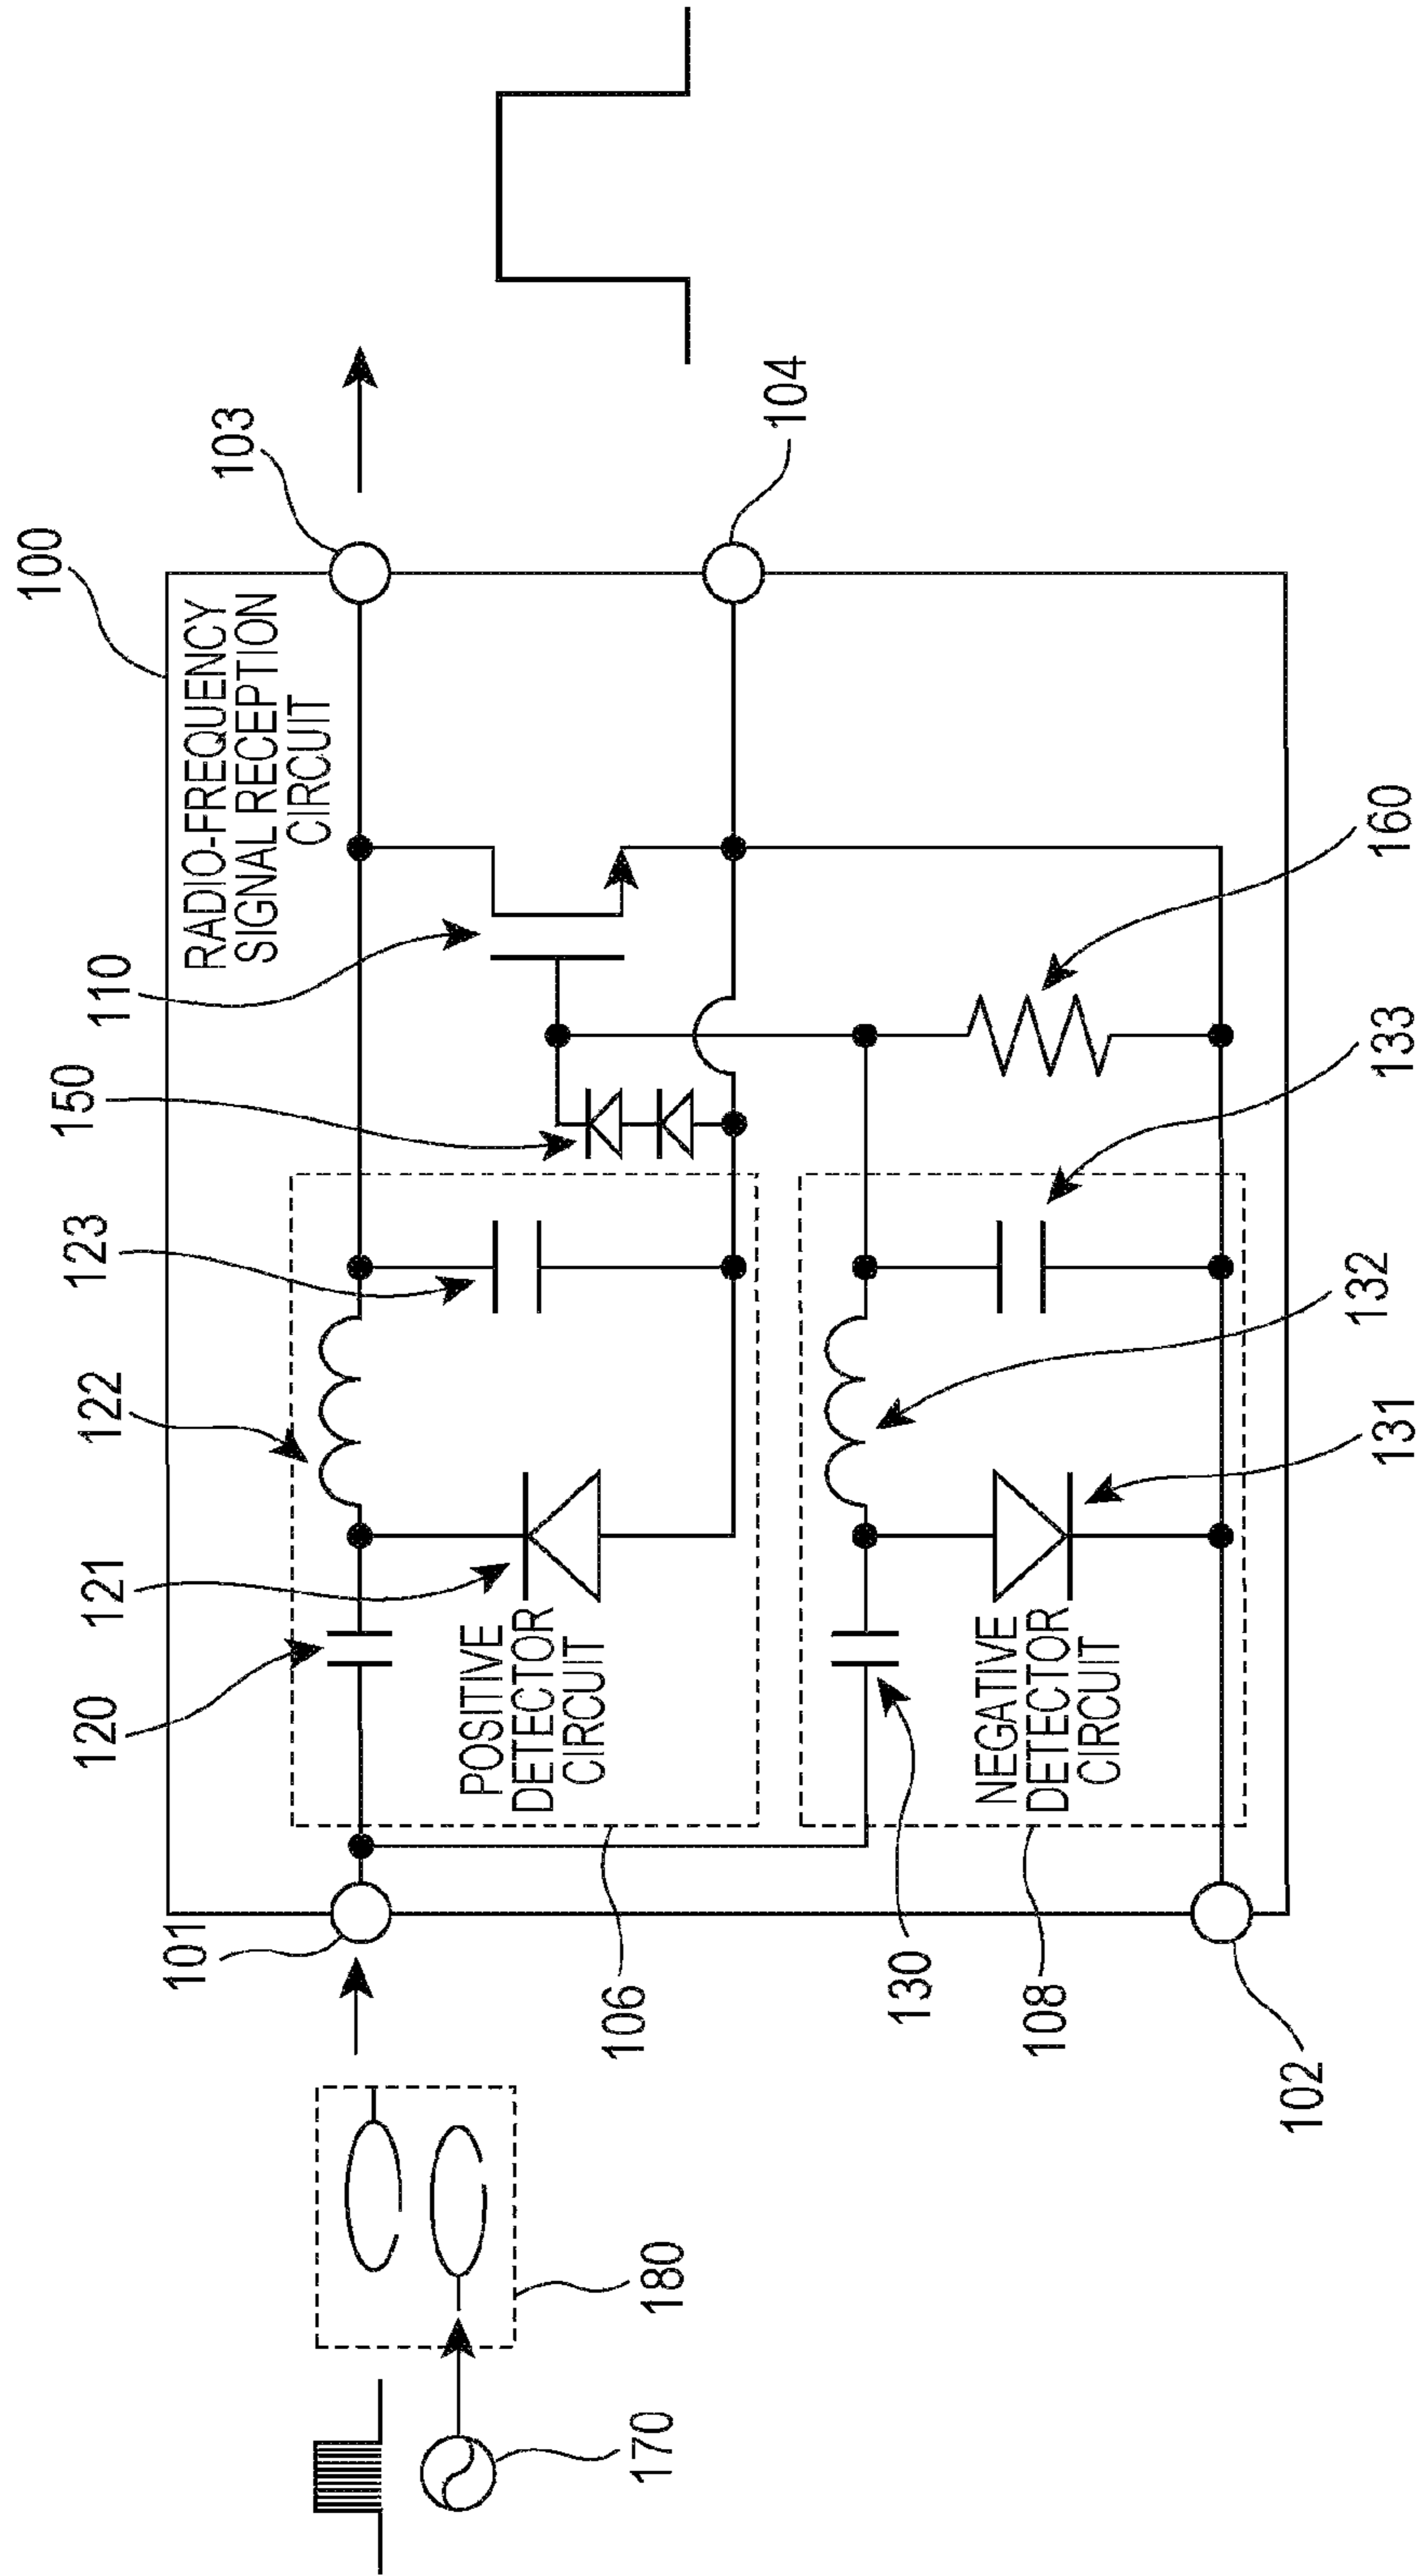 100
RADIO-FREQUENCY
SIGNAL RECEPTION
CIRCUIT
103
104
110
150
123
122
121
120
101
POSITIVE
DETECTOR
CIRCUIT
106
160
133
132
131
NEGATIVE
DETECTOR
CIRCUIT
130
108
102
180
170